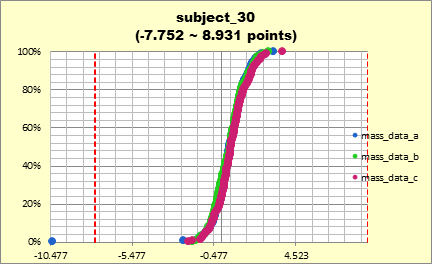 subject_30
(-7.752 ~ 8.931 points)
100%
80%
60%
40%
20%
0%
-10.477
-5.477
-0.477
4.523
mass_data_a
mass_data_b
mass_data_c